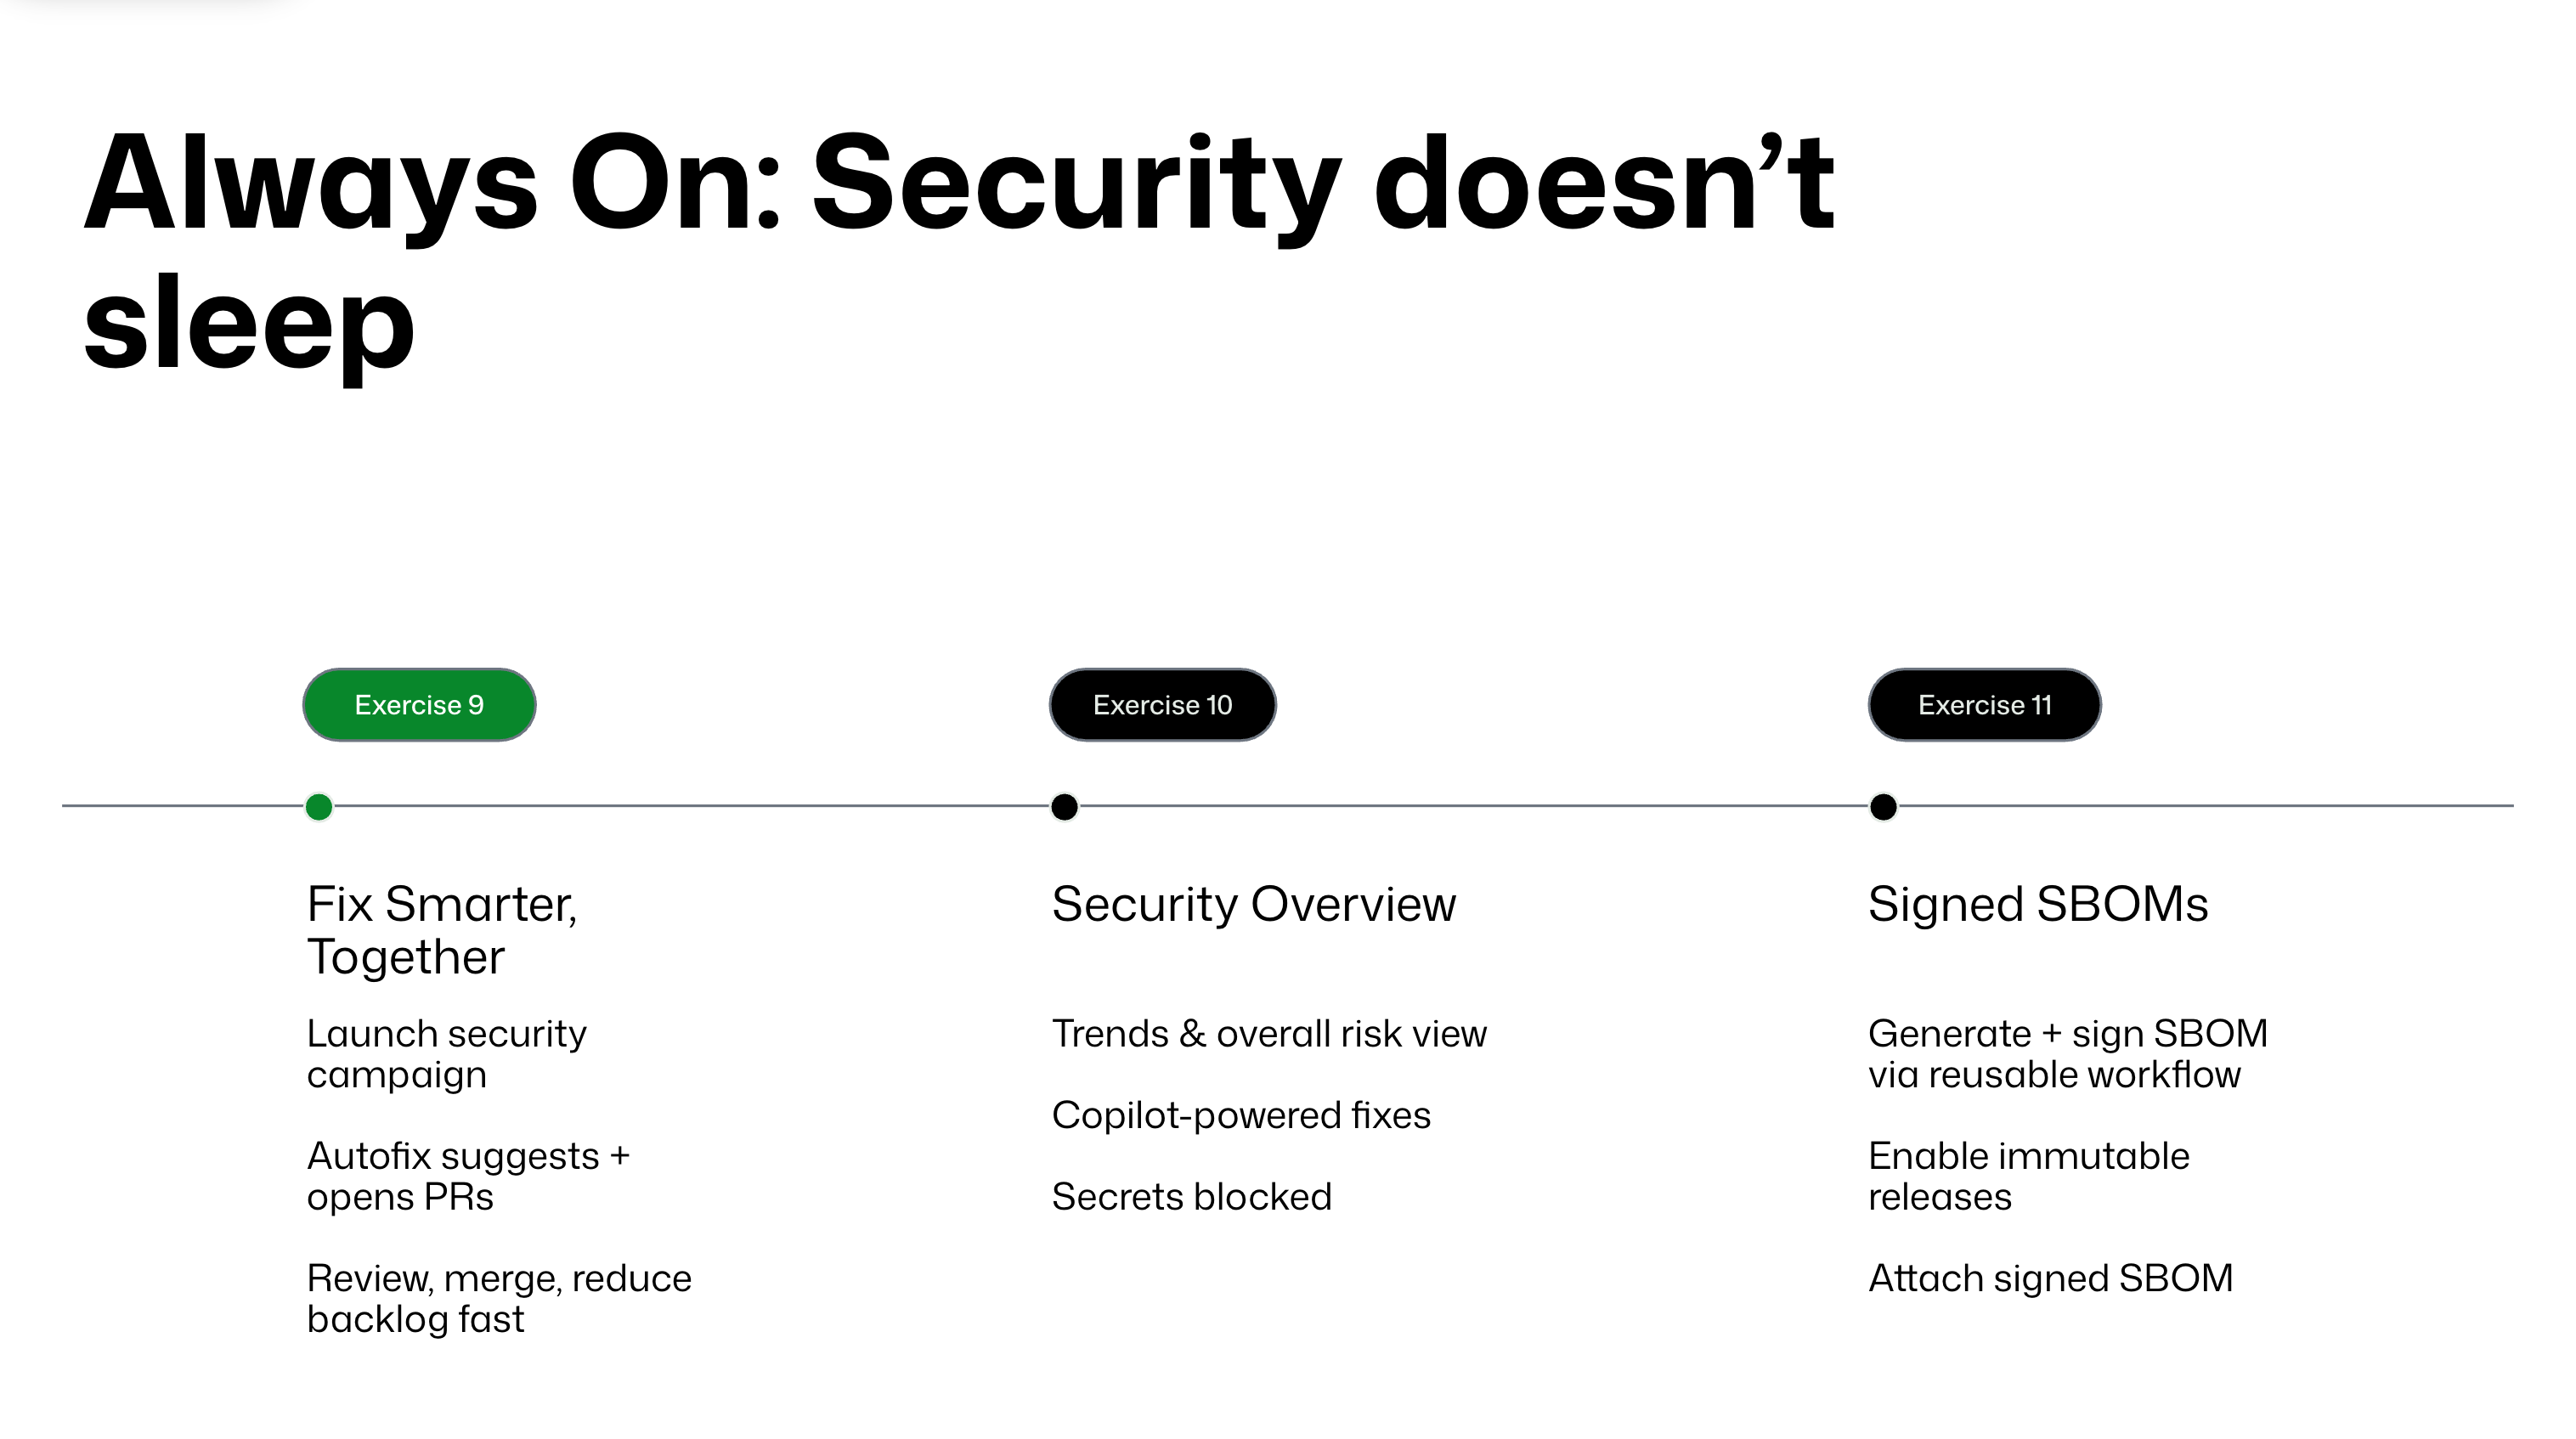 Always On: Security doesn’t
sleep
Exercise 9
Exercise 10
Exercise 11
Fix Smarter,
Together
Launch security
campaign
Autofix suggests +
opens PRs
Review, merge, reduce
backlog fast
Security Overview
Trends & overall risk view
Copilot-powered fixes
Secrets blocked
Signed SBOMs
Generate + sign SBOM
via reusable workflow
Enable immutable
releases
Attach signed SBOM